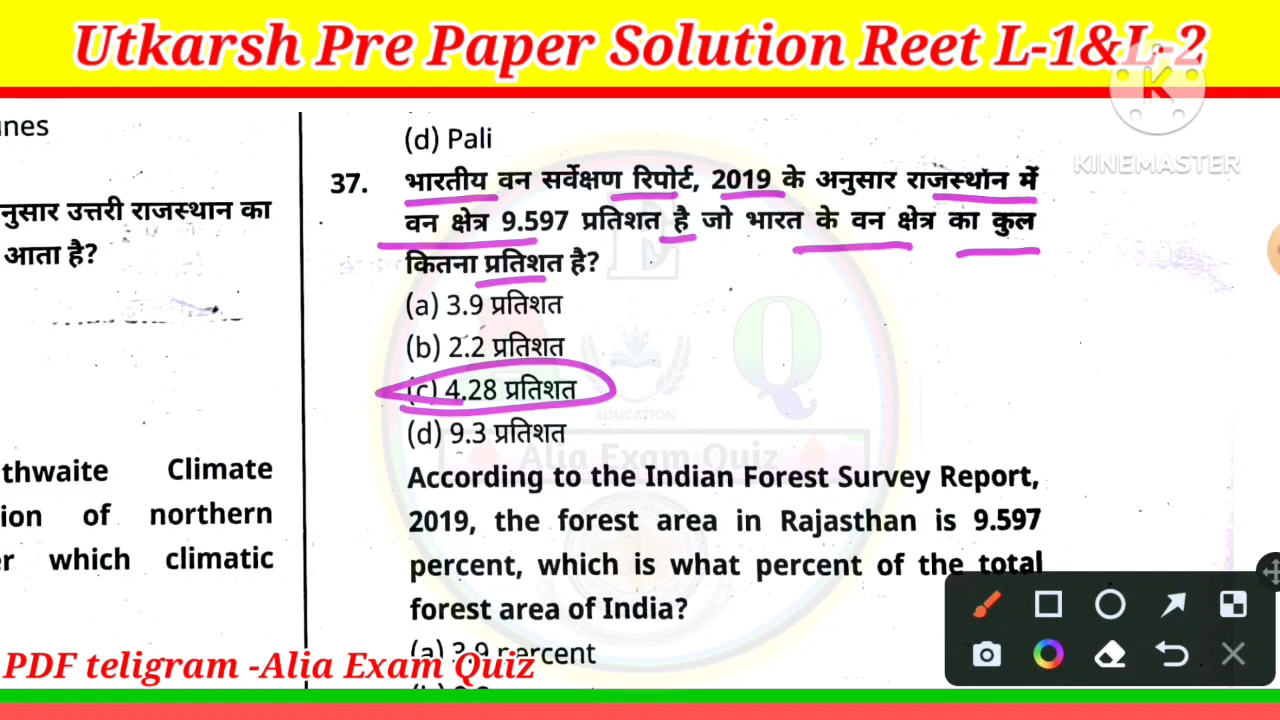 Utkarsh Pre Paper Solution Reet L-1&L-2
K
KINEMASTER
नुसार उत्तरी राजस्थान का
आता है?
thwaite Climate
ion of northern
which climatic
(d) Pali
37. भारतीय वन सर्वेक्षण रिपोर्ट, 2019 के अनुसार राजस्थान में
वन क्षेत्र 9.597 प्रतिशत है जो भारत के वन क्षेत्र का कुल
कितना प्रतिशत है?
(a) 3.9 प्रतिशत
(b) 2.2 प्रतिशत
(c) 4.28 प्रतिशत
(d) 9.3 प्रतिशत
E
Q
EDUCATION
Alia Exam Quiz
According to the Indian Forest Survey Report,
2019, the forest area in Rajasthan is 9.597
percent, which is what percent of the total
forest area of India?
(a) 3.9 percent
PDF teligram -Alia Exam Quiz